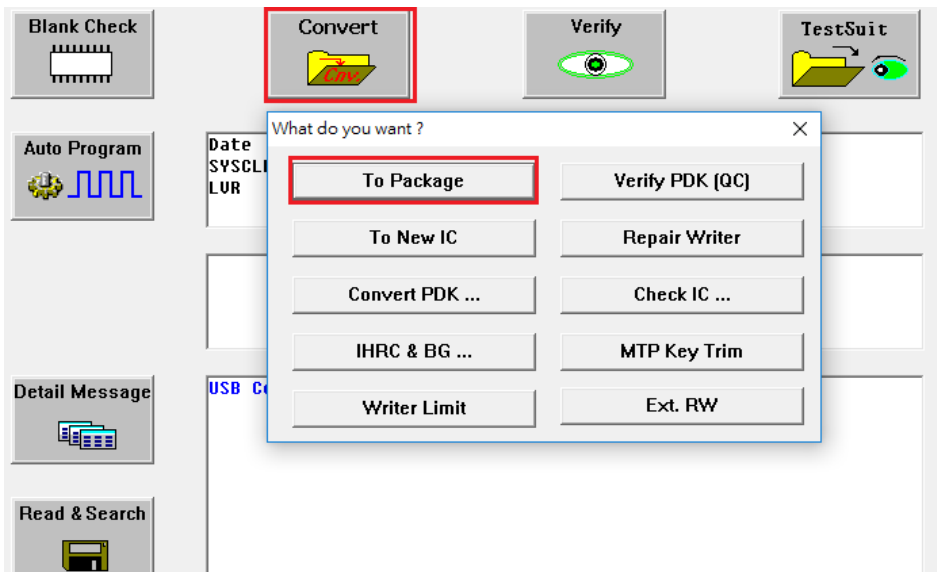 Blank Check
Convert
Cnv.
Verify
TestSuit
What do you want ?
Auto Program
Date
SYSCL
LVR
To Package
Verify PDK (QC)
To New IC
Repair Writer
Convert PDK ...
Check IC ...
IHRC & BG ...
MTP Key Trim
Writer Limit
Ext. RW
Detail Message
USB C
Read & Search